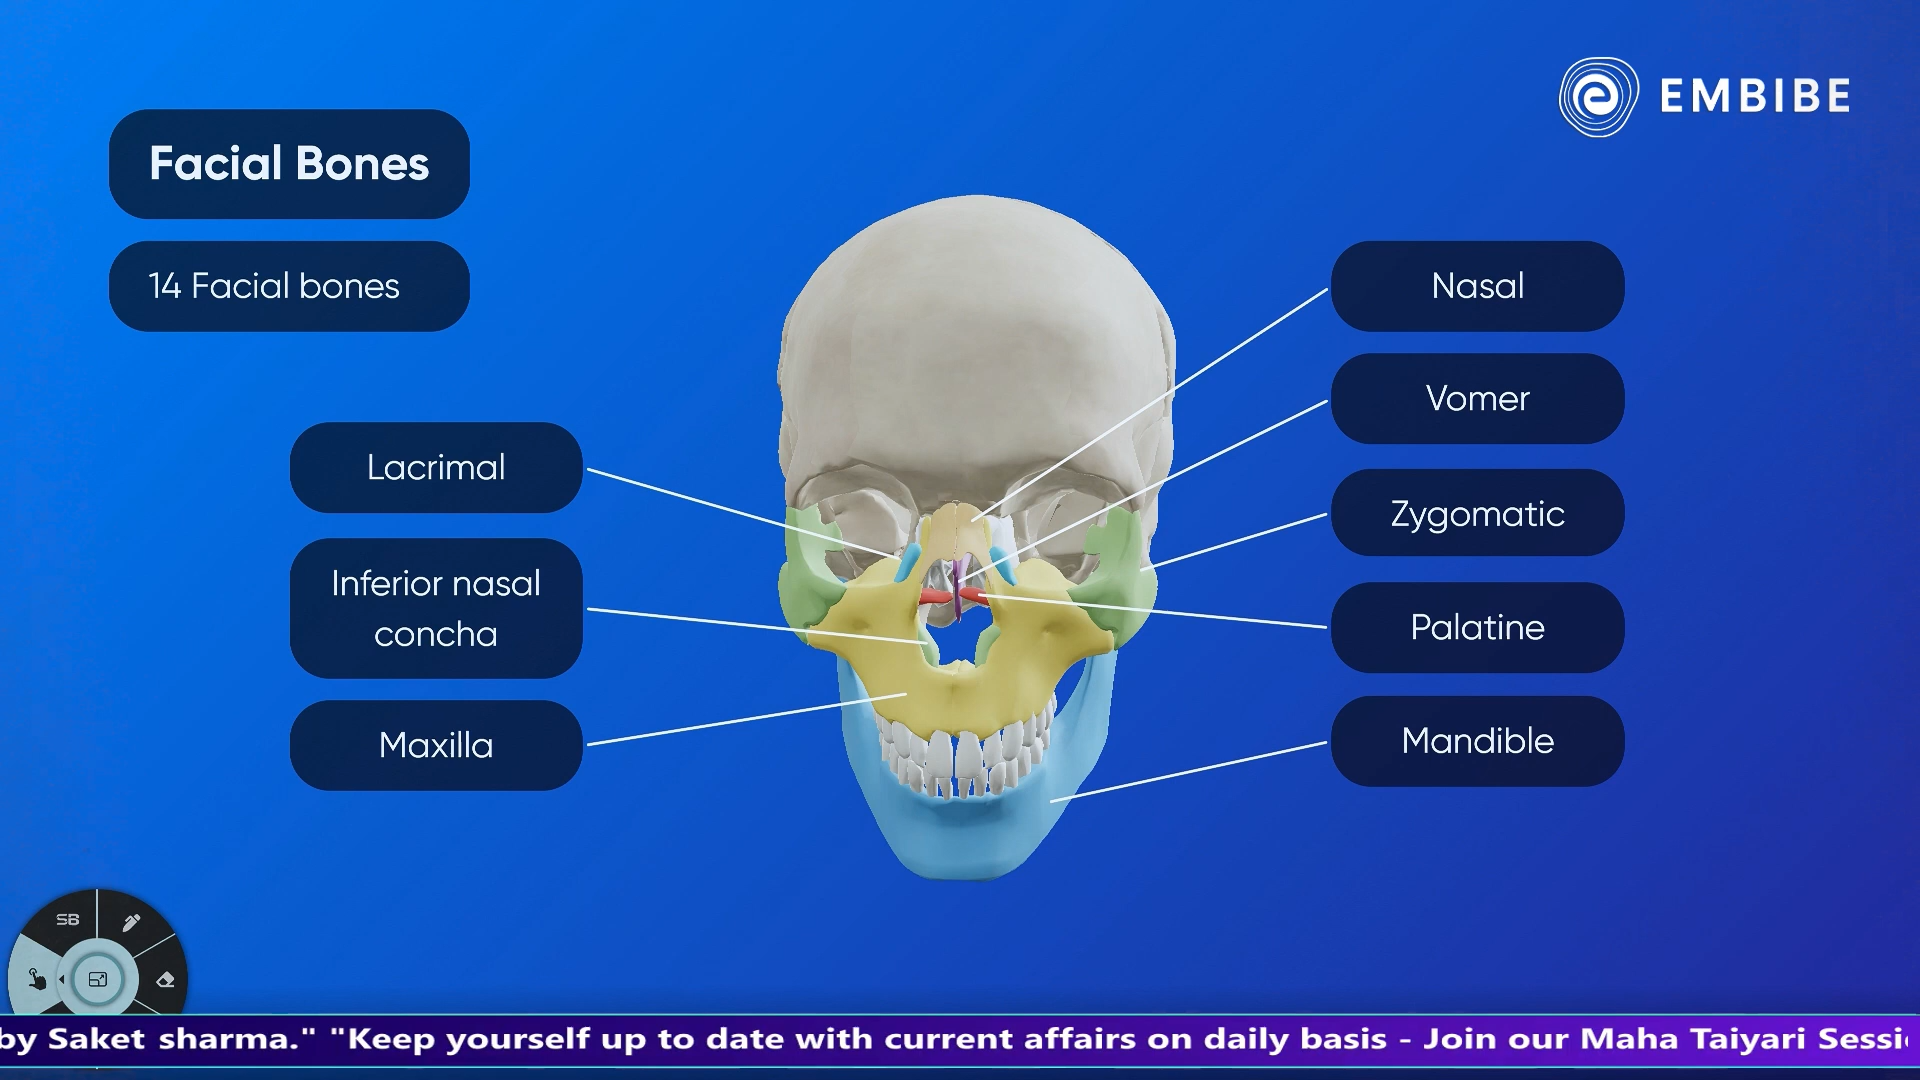 EMBIBE
Facial Bones
14 Facial bones
Lacrimal
Inferior nasal
concha
Maxilla
Nasal
Vomer
Zygomatic
Palatine
Mandible
SB
by Saket sharma." "Keep yourself up to date with current affairs on daily basis - Join our Maha Taiyari